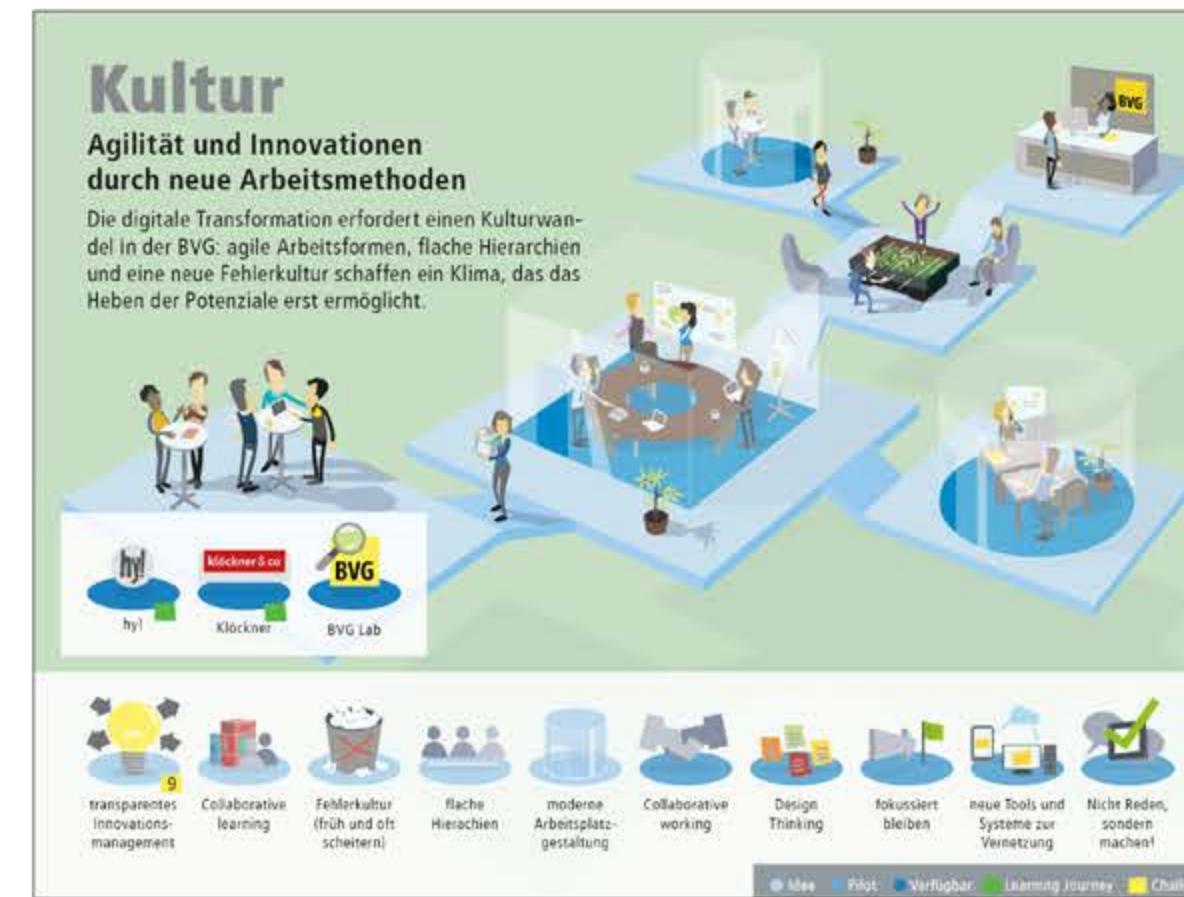 Kultur
Agilität und Innovationen
durch neue Arbeitsmethoden
Die digitale Transformation erfordert einen Kulturwan-
del in der BVG: agile Arbeitsformen, flache Hierarchien
und eine neue Fehlerkultur schaffen ein Klima, das das
Heben der Potenziale erst ermöglicht.
BVG
hy!
klöckner & co
BVG
hy!
Klöckner
BVG Lab
9
transparentes
Innovations-
management
Collaborative
learning
Fehlerkultur
(früh und oft
scheitern)
flache
Hierachien
moderne
Arbeitsplatz-
gestaltung
Collaborative
working
Design
Thinking
fokussiert
bleiben
neue Tools und
Systeme zur
Vernetzung
Nicht Reden,
sondern
machen!
Idee Pilot Verfügbar Learning Journey Chall